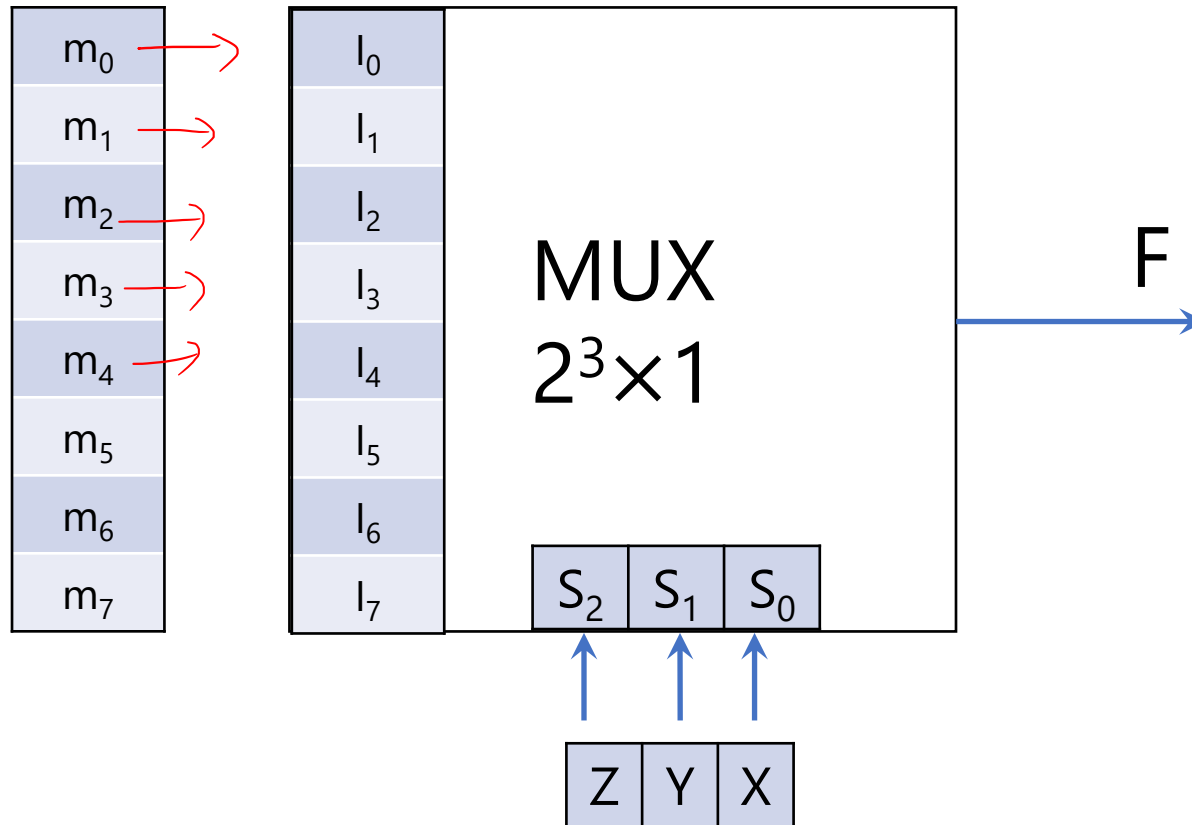 m₀
m₁
m₂
m₃
m₄
m₅
m₆
m₇
I₀
I₁
I₂
I₃
I₄
I₅
I₆
I₇
MUX
2³×1
S₂ S₁ S₀
Z Y X
F